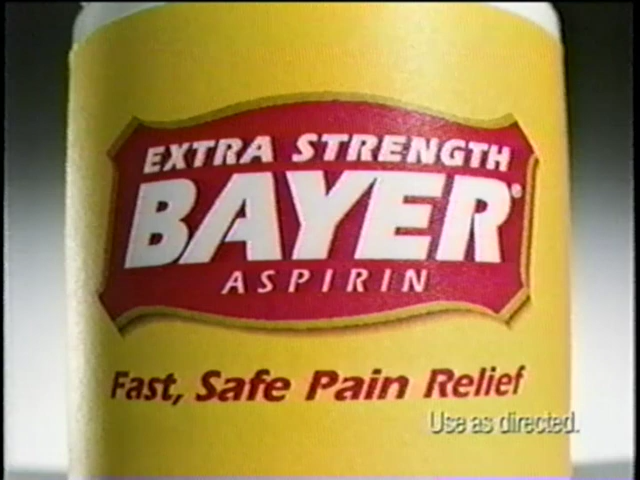 EXTRA STRENGTH
BAYER®
ASPIRIN
Fast, Safe Pain Relief
Use as directed.